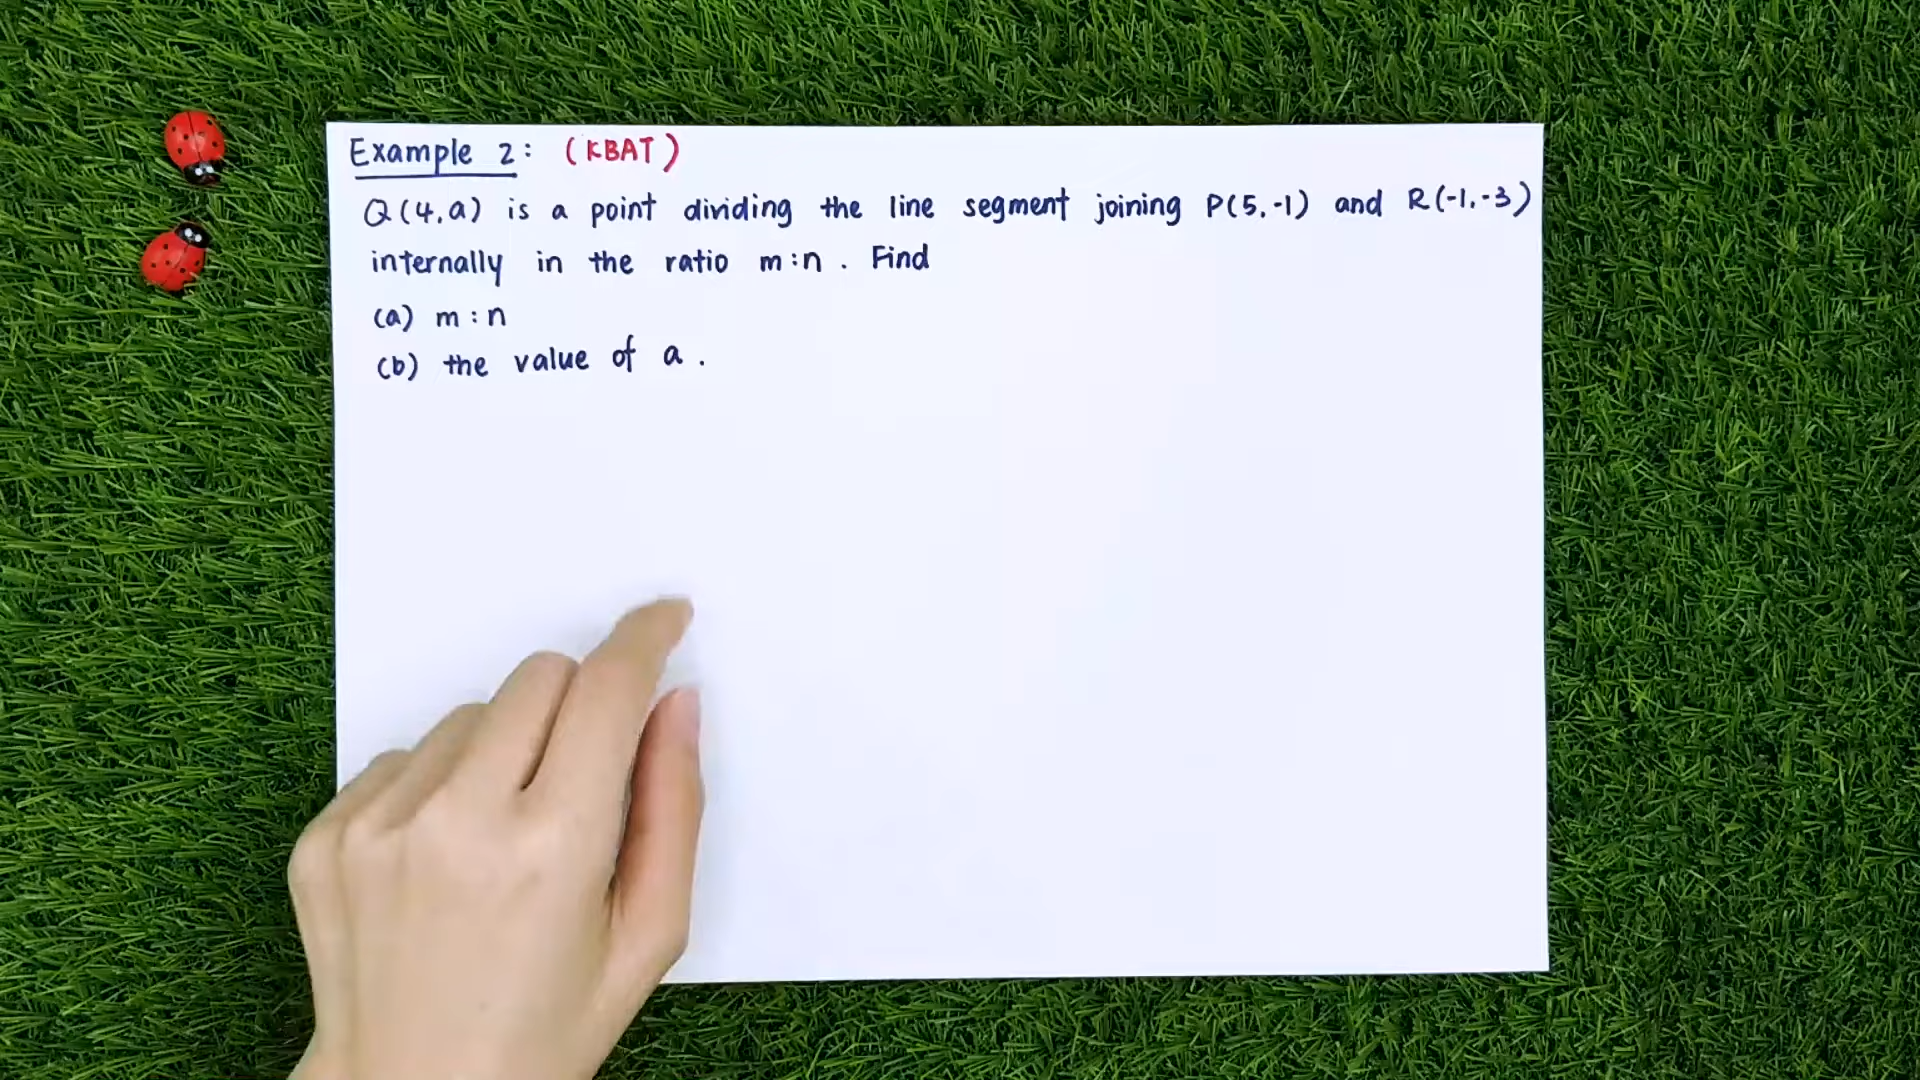 Example 2: (KBAT)
Q(4,a) is a point dividing the line segment joining P(5,-1) and R(-1,-3)
internally in the ratio m:n. Find
(a) m:n
(b) the value of a.